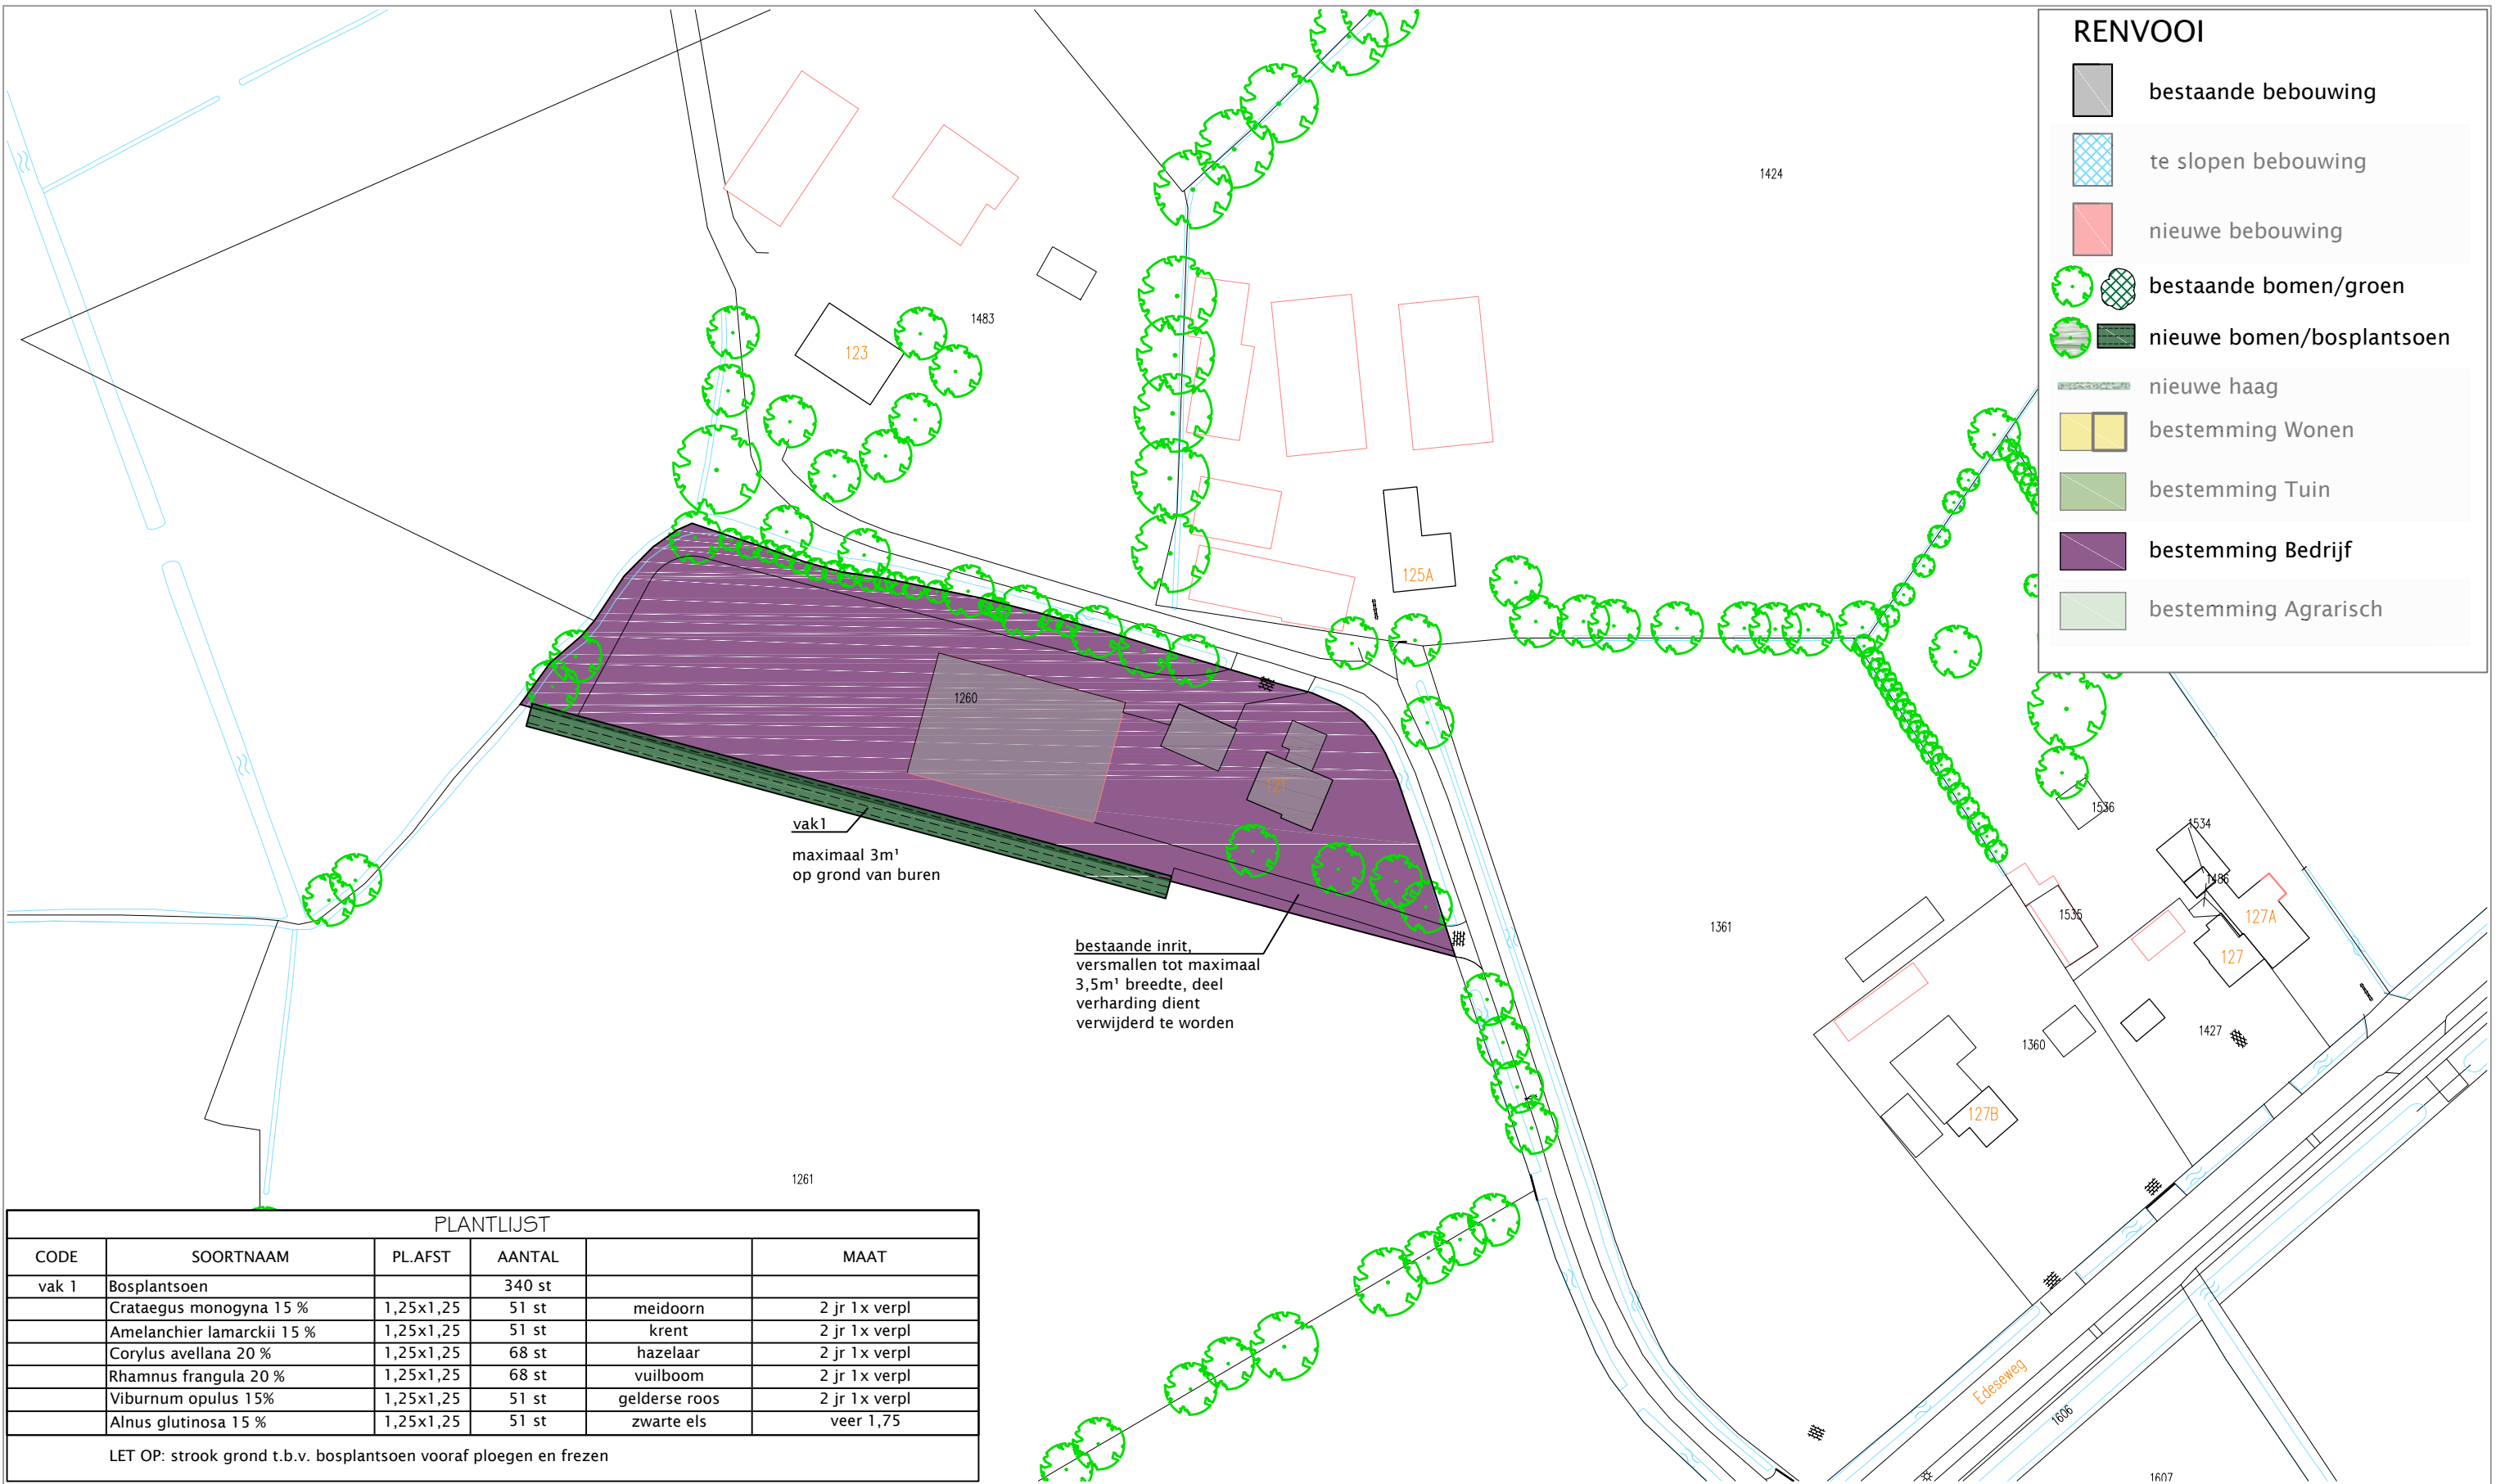 RENVOOI
bestaande bebouwing
te slopen bebouwing
nieuwe bebouwing
bestaande bomen/groen
nieuwe bomen/bosplantsoen
nieuwe haag
bestemming Wonen
bestemming Tuin
bestemming Bedrijf
bestemming Agrarisch
1424
1483
123
125A
1260
121
vak1
maximaal 3m¹
op grond van buren
bestaande inrit,
versmallen tot maximaal
3,5m¹ breedte, deel
verharding dient
verwijderd te worden
1361
1536
1534
1486
1535
127A
127
1427
1360
127B
1261
Edeseweg
1606
1607
PLANTLIJST
CODE SOORTNAAM PL.AFST AANTAL MAAT
vak 1 Bosplantsoen 340 st
Crataegus monogyna 15 % 1,25x1,25 51 st meidoorn 2 jr 1x verpl
Amelanchier lamarckii 15 % 1,25x1,25 51 st krent 2 jr 1x verpl
Corylus avellana 20 % 1,25x1,25 68 st hazelaar 2 jr 1x verpl
Rhamnus frangula 20 % 1,25x1,25 68 st vuilboom 2 jr 1x verpl
Viburnum opulus 15% 1,25x1,25 51 st gelderse roos 2 jr 1x verpl
Alnus glutinosa 15 % 1,25x1,25 51 st zwarte els veer 1,75
LET OP: strook grond t.b.v. bosplantsoen vooraf ploegen en frezen